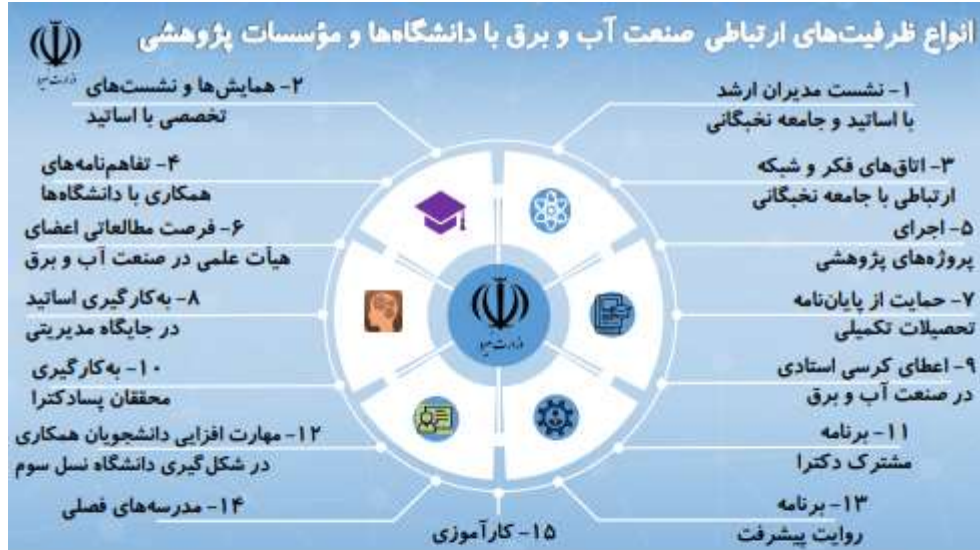 انواع ظرفیت‌های ارتباطی صنعت آب و برق با دانشگاه‌ها و مؤسسات پژوهشی
وزارت نیرو
۱- نشست مدیران ارشد
با اساتید و جامعه نخبگانی
۲- همایش‌ها و نشست‌های
تخصصی با اساتید
۳- اتاق‌های فکر و شبکه
ارتباطی با جامعه نخبگانی
۴- تفاهم‌نامه‌های
همکاری با دانشگاه‌ها
۵- اجرای
پروژه‌های پژوهشی
۶- فرصت مطالعاتی اعضای
هیأت علمی در صنعت آب و برق
۷- حمایت از پایان‌نامه
تحصیلات تکمیلی
۸- به‌کارگیری اساتید
در جایگاه مدیریتی
۹- اعطای کرسی استادی
در صنعت آب و برق
۱۰- به‌کارگیری
محققان پسادکترا
۱۱- برنامه
مشترک دکترا
۱۲- مهارت افزایی دانشجویان همکاری
در شکل‌گیری دانشگاه نسل سوم
۱۳- برنامه
روایت پیشرفت
۱۴- مدرسه‌های فصلی
۱۵- کارآموزی
وزارت نیرو